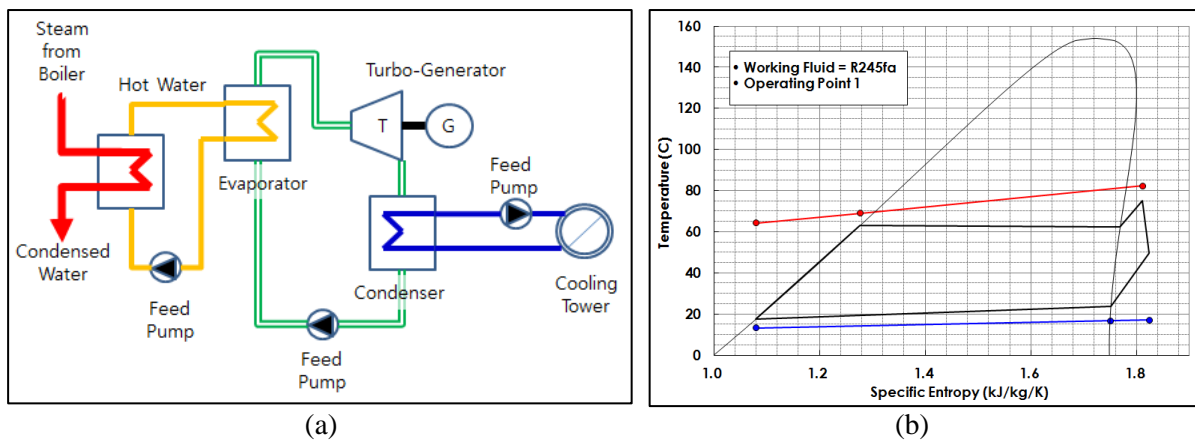 Steam
from
Boiler
Hot Water
Turbo-Generator
T
G
Evaporator
Feed
Pump
Condensed
Water
Feed
Pump
Condenser
Cooling
Tower
Feed
Pump
(a)
160
140
120
100
80
60
40
20
0
Temperature (C)
• Working Fluid = R245fa
• Operating Point 1
1.0
1.2
1.4
1.6
1.8
Specific Entropy (kJ/kg/K)
(b)